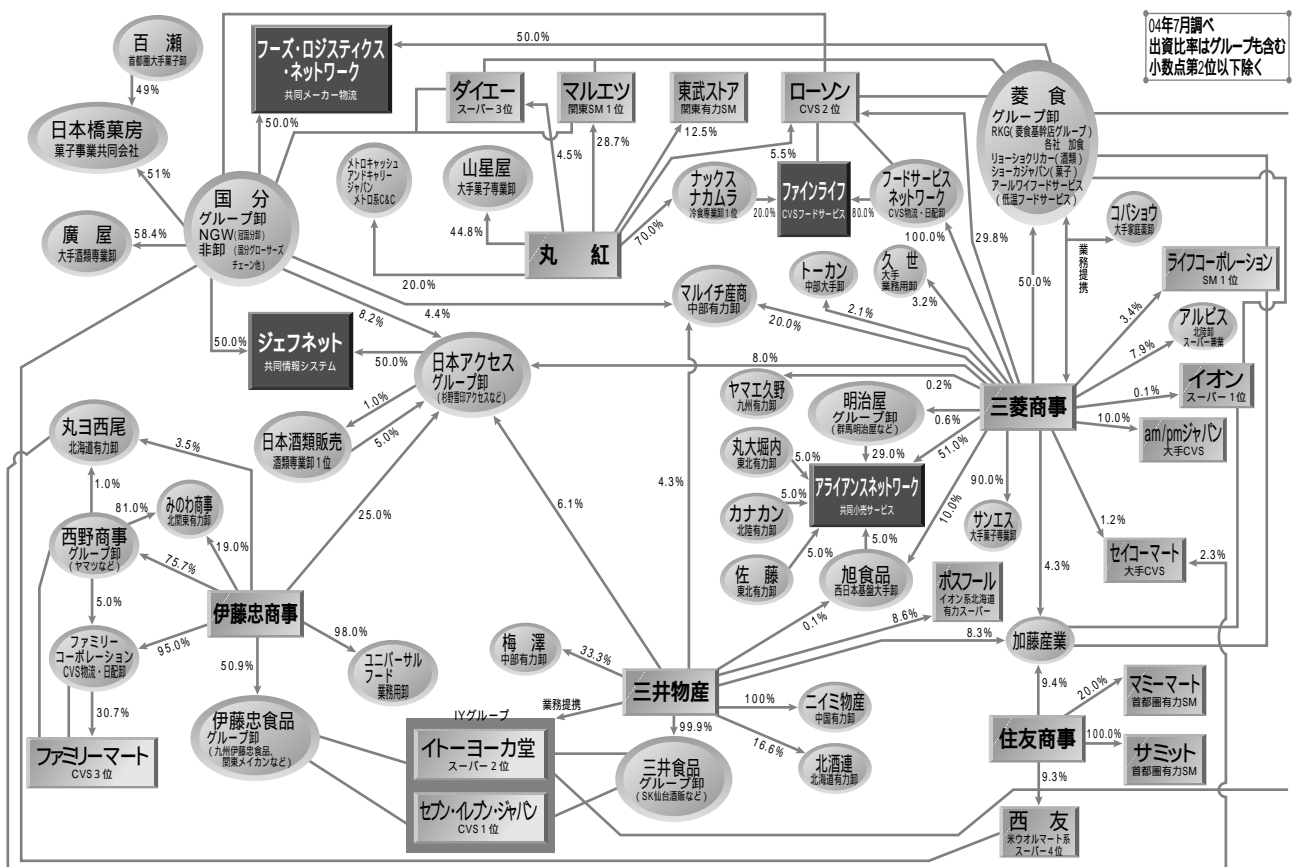 04年7月調べ
出資比率はグループも含む
小数点第2位以下除く
百　瀬
首都圏大手菓子卸
49%
日本橋菓房
菓子事業共同会社
51%
フーズ・ロジスティクス
・ネットワーク
共同メーカー物流
50.0%
50.0%
国　分
グループ卸
NGW(冠国分卸)
非卸(国分グローサーズ
チェーン他)
廣　屋
大手酒類専業卸
58.4%
ダイエー
スーパー3位
4.5%
マルエツ
関東SM1位
28.7%
東武ストア
関東有力SM
12.5%
ローソン
CVS2位
5.5%
メトロキャッシュ
アンドキャリー
ジャパン
メトロ系C&C
20.0%
山星屋
大手菓子専業卸
44.8%
丸　紅
70.0%
ナックス
ナカムラ
冷食専業卸1位
20.0%
ファインライフ
CVSフードサービス
80.0%
フードサービス
ネットワーク
CVS物流・日配卸
100.0%
29.8%
菱　食
グループ卸
RKG(菱食基幹店グループ)
各社　加食
リョーショクリカー(酒類)
ショーカジャパン(菓子)
アールワイフードサービス
(低温フードサービス)
50.0%
業務提携
コバショウ
大手家庭薬卸
ライフコーポレーション
SM1位
3.4%
アルビス
北陸卸
スーパー兼業
7.9%
イオン
スーパー1位
0.1%
am/pmジャパン
大手CVS
10.0%
三菱商事
久　世
大手
業務用卸
3.2%
トーカン
中部大手卸
2.1%
マルイチ産商
中部有力卸
20.0%
8.2%
4.4%
50.0%
ジェフネット
共同情報システム
50.0%
日本アクセス
グループ卸
(杉野雪印アクセスなど)
8.0%
1.0%
5.0%
日本酒類販売
酒類専業卸1位
25.0%
6.1%
4.3%
ヤマエ久野
九州有力卸
0.2%
明治屋
グループ卸
(群馬明治屋など)
0.6%
29.0%
51.0%
丸大堀内
東北有力卸
5.0%
カナカン
北陸有力卸
5.0%
アライアンスネットワーク
共同小売サービス
佐　藤
東北有力卸
5.0%
旭食品
西日本基盤大手卸
5.0%
10.0%
90.0%
サンエス
大手菓子専業卸
1.2%
セイコーマート
大手CVS
2.3%
4.3%
加藤産業
ポスフール
イオン系北海道
有力スーパー
8.6%
8.3%
0.1%
丸ヨ西尾
北海道有力卸
3.5%
1.0%
みのわ商事
北関東有力卸
81.0%
19.0%
西野商事
グループ卸
(ヤマツなど)
75.7%
5.0%
伊藤忠商事
ファミリー
コーポレーション
CVS物流・日配卸
95.0%
30.7%
ファミリーマート
CVS3位
50.9%
伊藤忠食品
グループ卸
(九州伊藤忠食品、
関東メイカンなど)
98.0%
ユニバーサル
フード
業務用卸
梅　澤
中部有力卸
33.3%
三井物産
業務提携
IYグループ
イトーヨーカ堂
スーパー2位
セブン・イレブン・ジャパン
CVS1位
99.9%
三井食品
グループ卸
(SK仙台酒販など)
100%
ニイミ物産
中国有力卸
16.6%
北酒連
北海道有力卸
9.4%
住友商事
20.0%
マミーマート
首都圏有力SM
100.0%
サミット
首都圏有力SM
9.3%
西　友
米ウオルマート系
スーパー4位